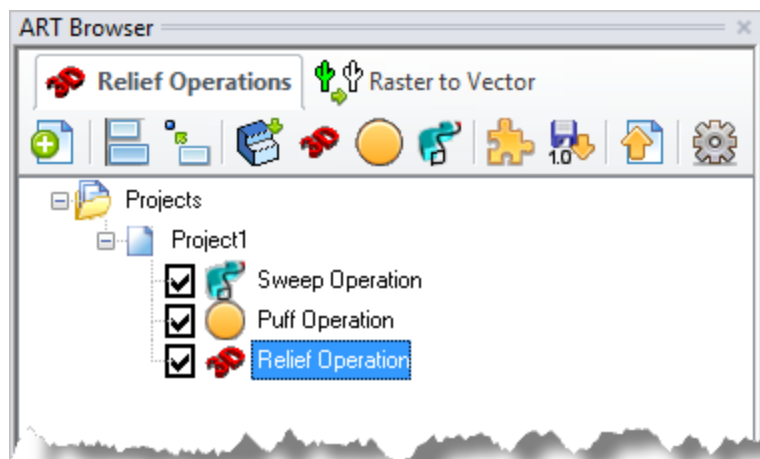 ART Browser
Relief Operations Raster to Vector
1.0
Projects
Project1
Sweep Operation
Puff Operation
Relief Operation